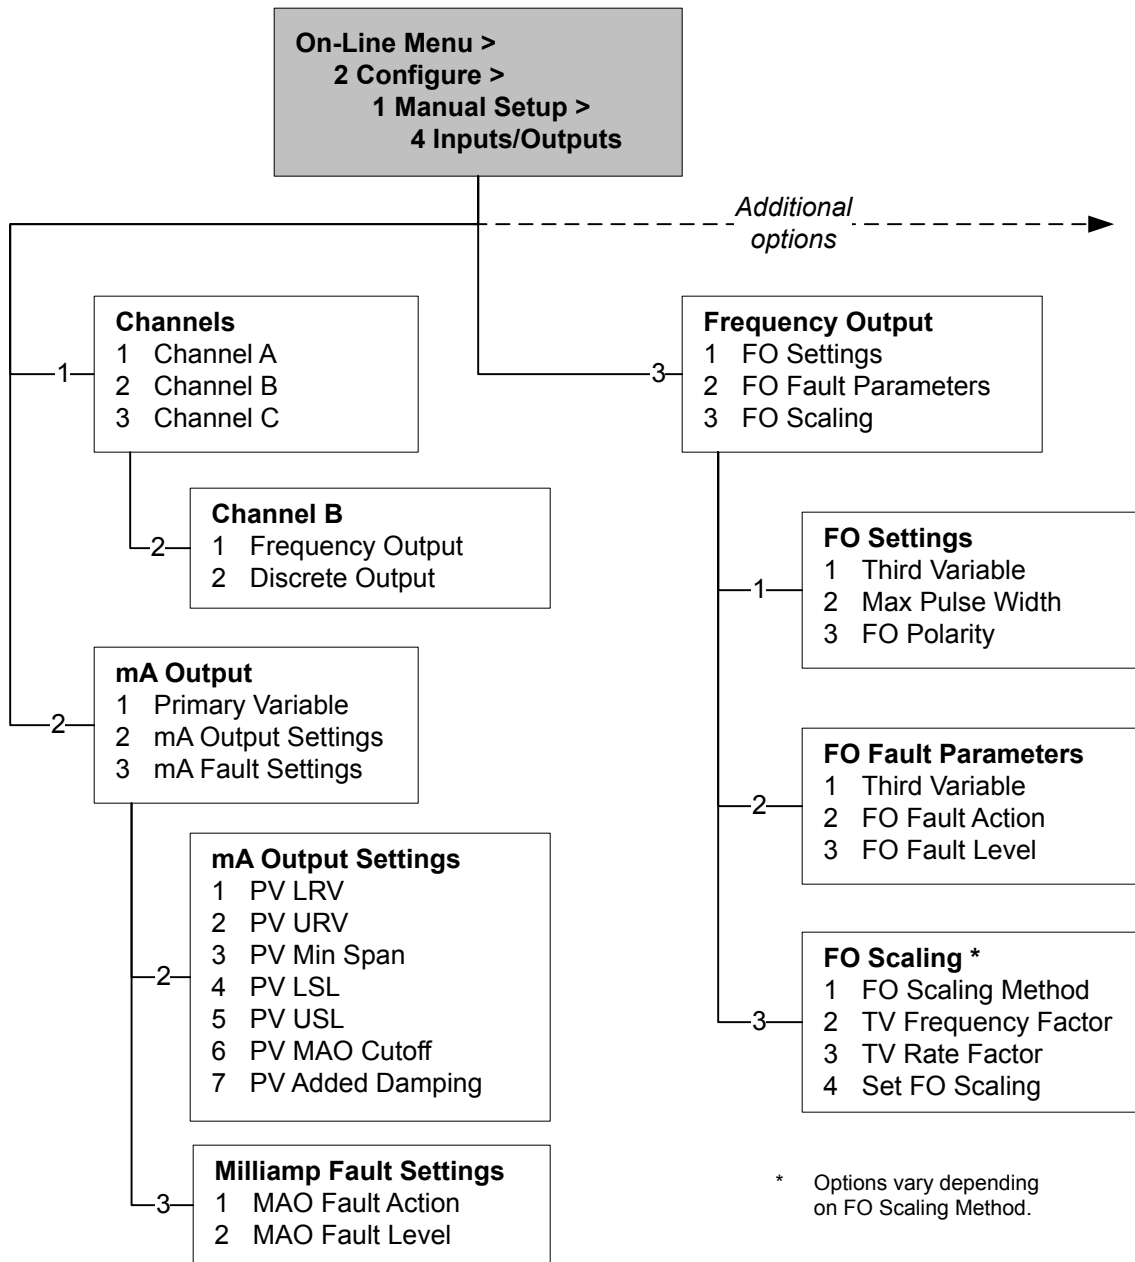 On-Line Menu >
2 Configure >
1 Manual Setup >
4 Inputs/Outputs
Additional
options
1
Channels
1 Channel A
2 Channel B
3 Channel C
2
Channel B
1 Frequency Output
2 Discrete Output
2
mA Output
1 Primary Variable
2 mA Output Settings
3 mA Fault Settings
2
mA Output Settings
1 PV LRV
2 PV URV
3 PV Min Span
4 PV LSL
5 PV USL
6 PV MAO Cutoff
7 PV Added Damping
3
Milliamp Fault Settings
1 MAO Fault Action
2 MAO Fault Level
3
Frequency Output
1 FO Settings
2 FO Fault Parameters
3 FO Scaling
1
FO Settings
1 Third Variable
2 Max Pulse Width
3 FO Polarity
2
FO Fault Parameters
1 Third Variable
2 FO Fault Action
3 FO Fault Level
3
FO Scaling *
1 FO Scaling Method
2 TV Frequency Factor
3 TV Rate Factor
4 Set FO Scaling
* Options vary depending
on FO Scaling Method.